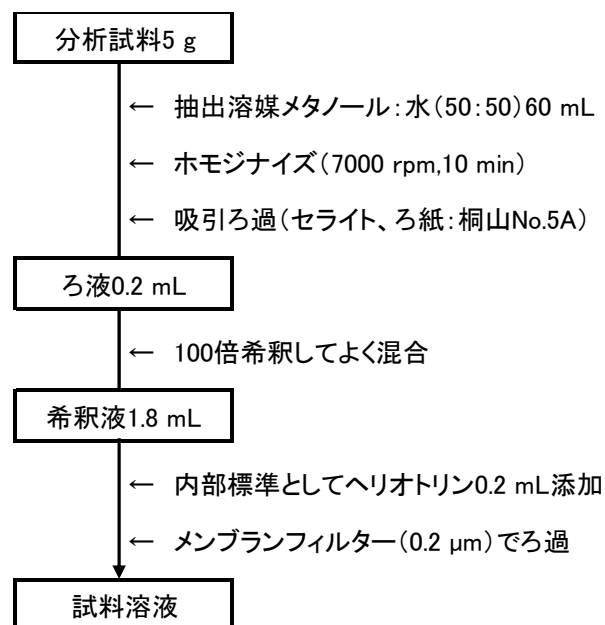 分析試料5 g
← 抽出溶媒メタノール：水（50：50）60 mL
← ホモジナイズ（7000 rpm,10 min）
← 吸引ろ過（セライト、ろ紙：桐山No.5A）
ろ液0.2 mL
← 100倍希釈してよく混合
希釈液1.8 mL
← 内部標準としてヘリオトリン0.2 mL添加
← メンブランフィルター（0.2 μm）でろ過
試料溶液